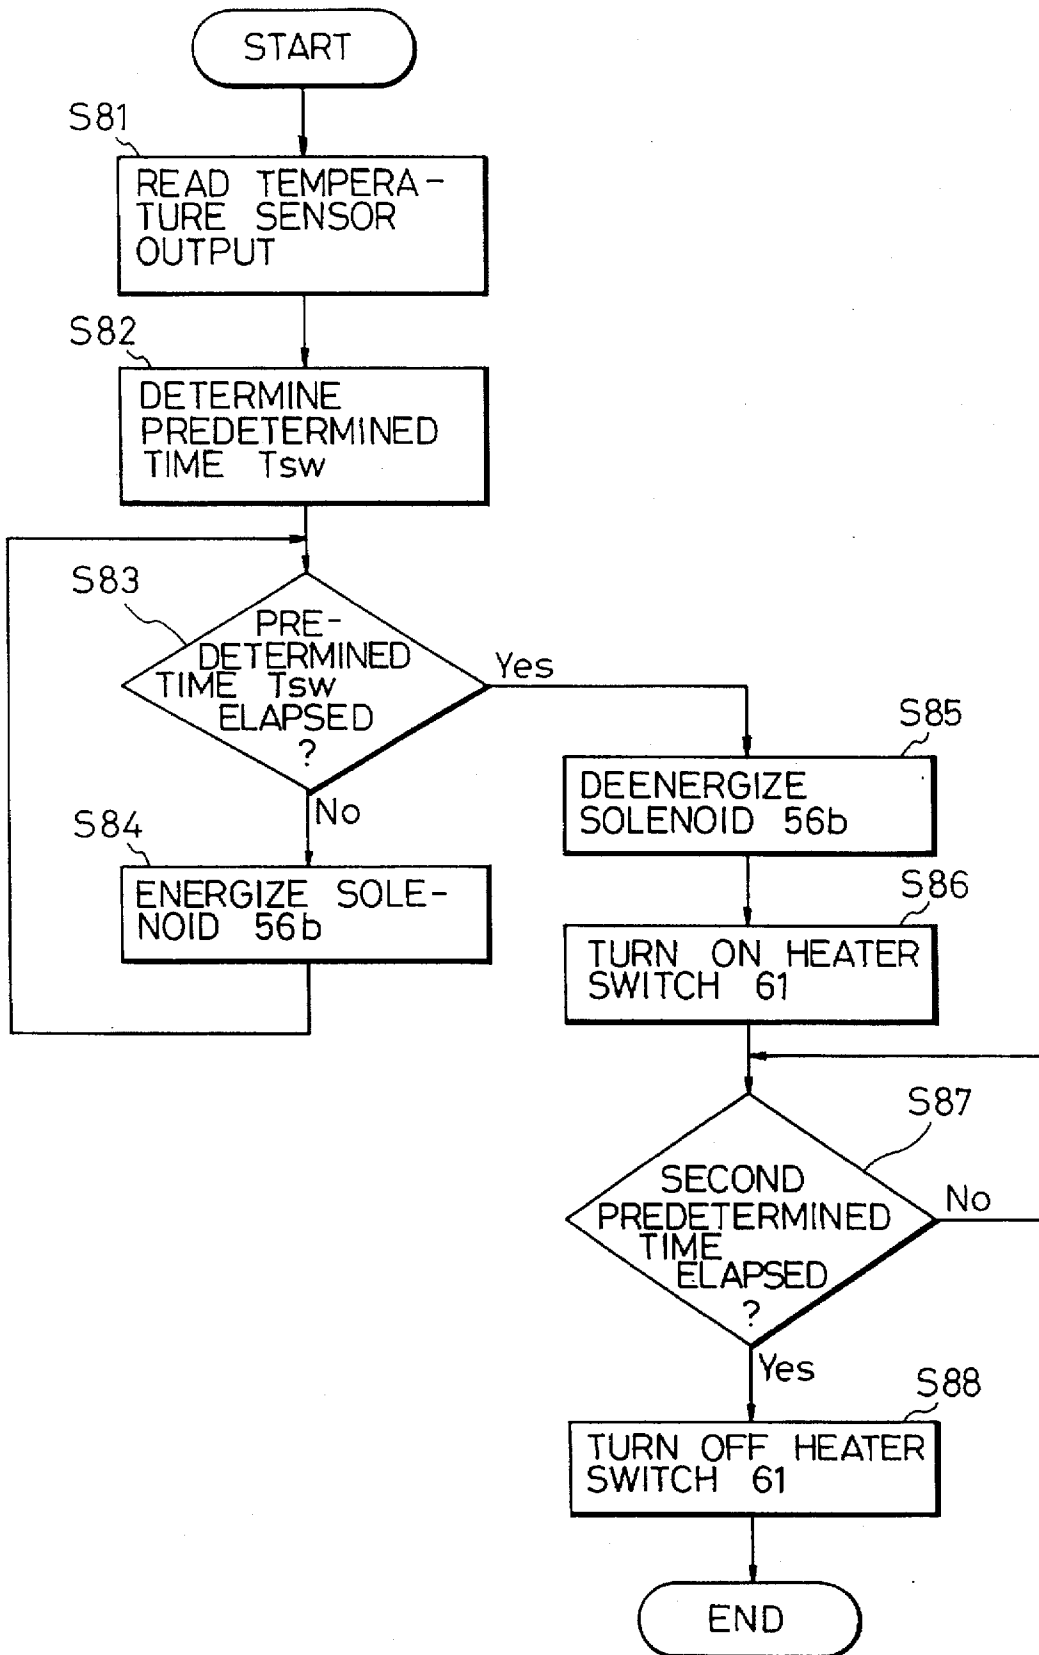 START
S81
READ TEMPERA-
TURE SENSOR
OUTPUT
S82
DETERMINE
PREDETERMINED
TIME Tsw
S83
PRE-
DETERMINED
TIME Tsw
ELAPSED
?
Yes
No
S84
ENERGIZE SOLE-
NOID 56b
S85
DEENERGIZE
SOLENOID 56b
S86
TURN ON HEATER
SWITCH 61
S87
SECOND
PREDETERMINED
TIME
ELAPSED
?
No
Yes
S88
TURN OFF HEATER
SWITCH 61
END